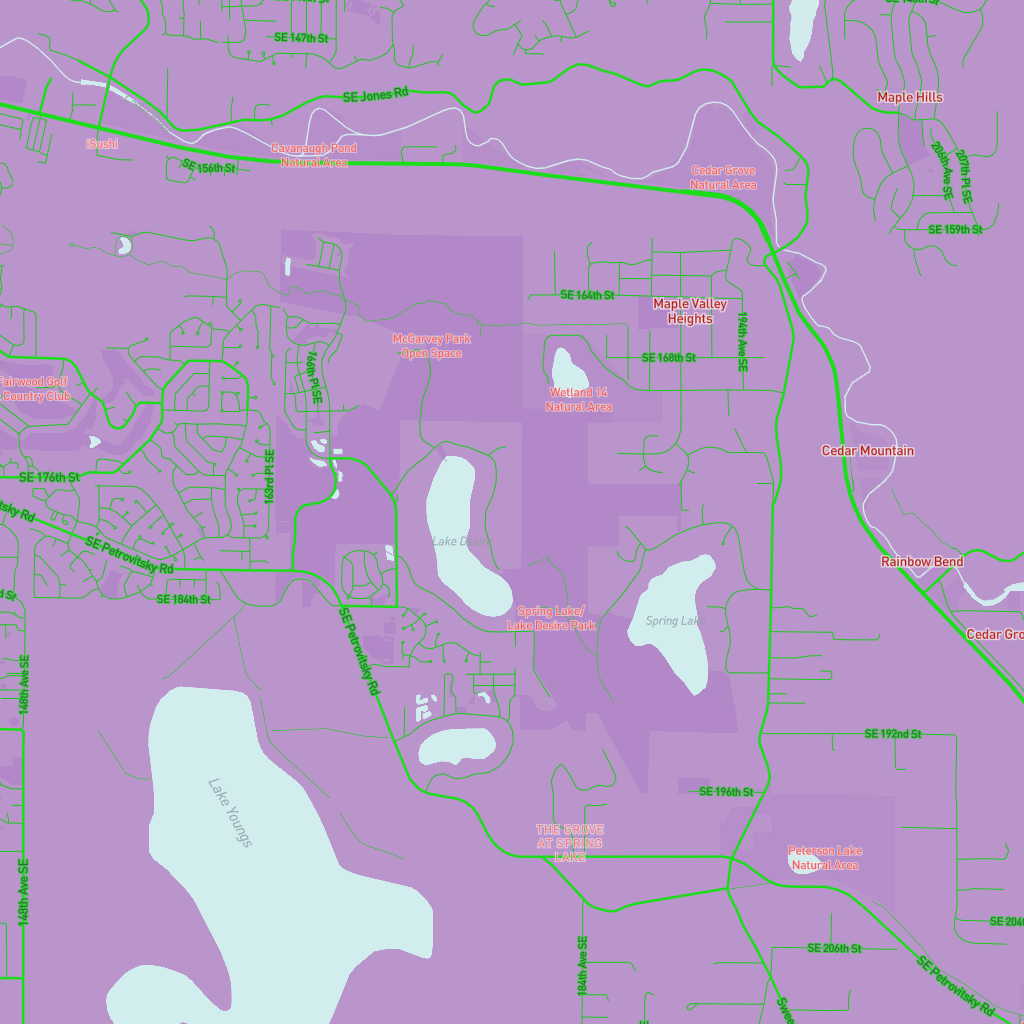 SE 147th St
SE Jones Rd
Maple Hills
iSushi
Cavanaugh Pond
Natural Area
SE 156th St
Cedar Grove
Natural Area
206th Ave SE
207th Pl SE
SE 159th St
SE 164th St
Maple Valley
Heights
194th Ave SE
McGarvey Park
Open Space
SE 168th St
166th Pl SE
Fairwood Golf
Country Club
Wetland 14
Natural Area
Cedar Mountain
163rd Pl SE
SE 176th St
SE Petrovitsky Rd
Lake Desire
Rainbow Bend
SE 184th St
Spring Lake/
Lake Desire Park
Spring Lake
SE Petrovitsky Rd
Cedar Gro
148th Ave SE
SE 192nd St
SE 196th St
Lake Youngs
THE GROVE
AT SPRING
LAKE
Peterson Lake
Natural Area
148th Ave SE
SE 204t
184th Ave SE
SE 206th St
SE Petrovitsky Rd
Swee